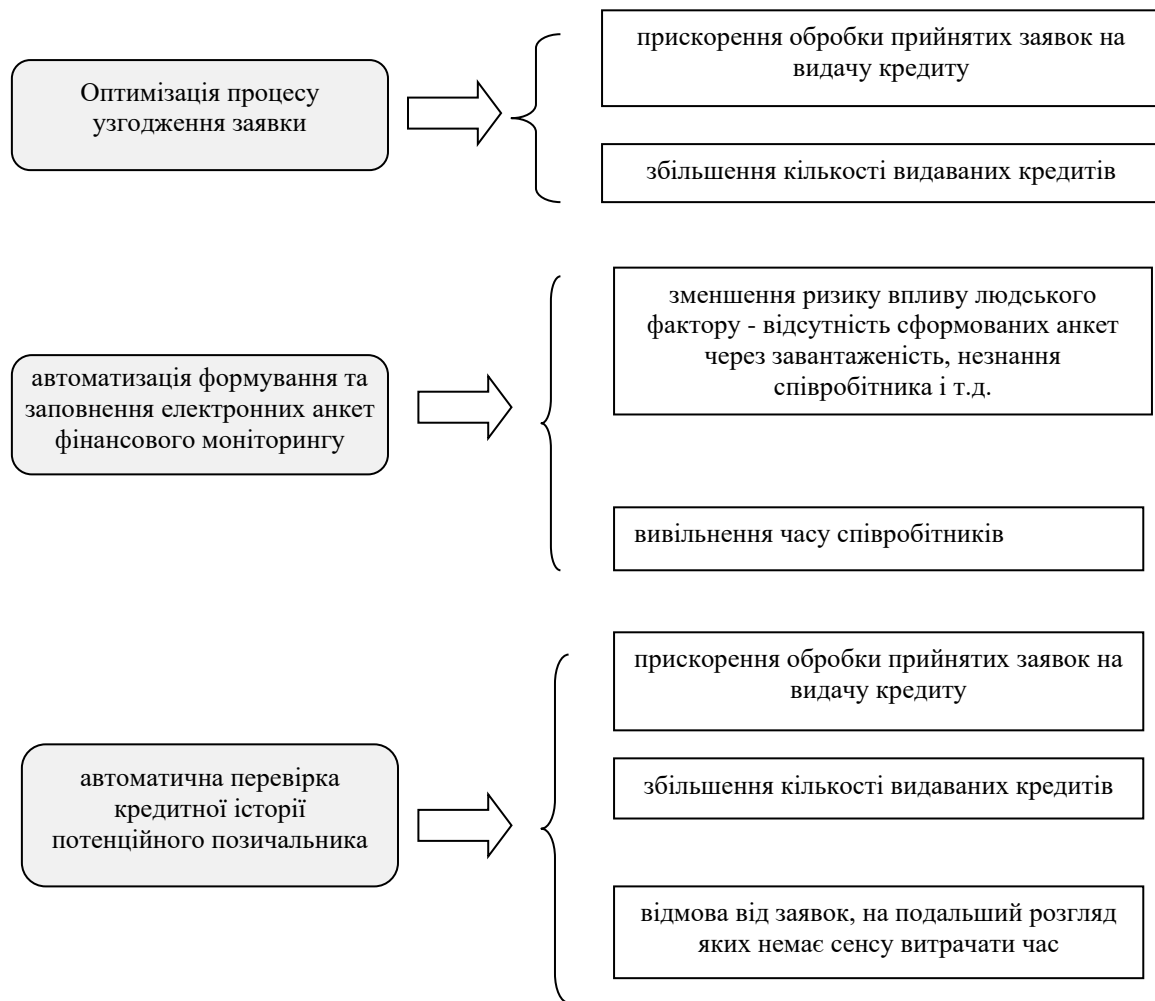 Оптимізація процесу
узгодження заявки
прискорення обробки прийнятих заявок на
видачу кредиту
збільшення кількості видаваних кредитів
автоматизація формування та
заповнення електронних анкет
фінансового моніторингу
зменшення ризику впливу людського
фактору - відсутність сформованих анкет
через завантаженість, незнання
співробітника і т.д.
вивільнення часу співробітників
автоматична перевірка
кредитної історії
потенційного позичальника
прискорення обробки прийнятих заявок на
видачу кредиту
збільшення кількості видаваних кредитів
відмова від заявок, на подальший розгляд
яких немає сенсу витрачати час